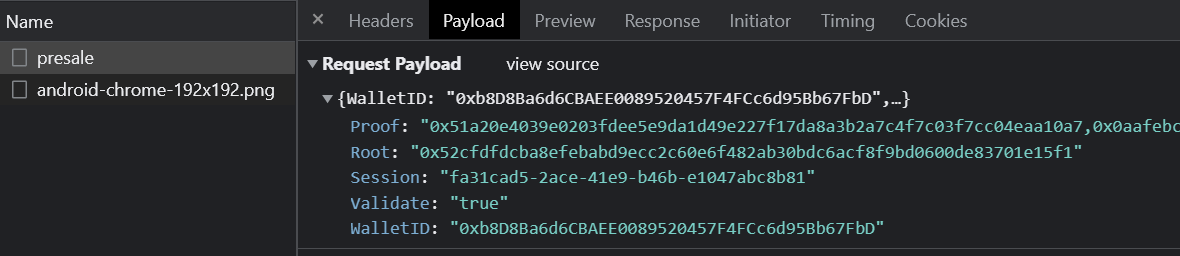 Name
Headers Payload Preview Response Initiator Timing Cookies
presale
Request Payload view source
android-chrome-192x192.png
{WalletID: "0xb8D8Ba6d6CBAEE0089520457F4FCc6d95Bb67FbD",…}
Proof: "0x51a20e4039e0203fdee5e9da1d49e227f17da8a3b2a7c4f7c03f7cc04eaa10a7,0x0aafebc
Root: "0x52cfdfdcba8efebabd9ecc2c60e6f482ab30bdc6acf8f9bd0600de83701e15f1"
Session: "fa31cad5-2ace-41e9-b46b-e1047abc8b81"
Validate: "true"
WalletID: "0xb8D8Ba6d6CBAEE0089520457F4FCc6d95Bb67FbD"